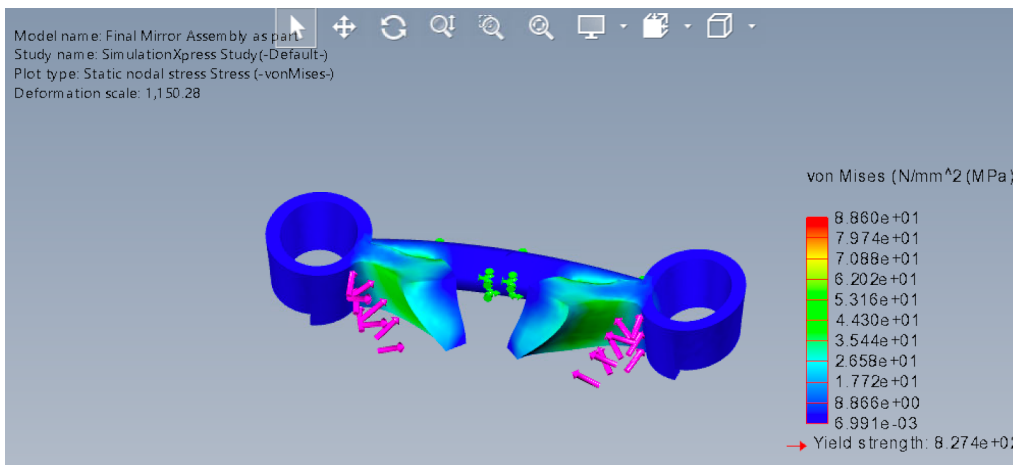 Model name: Final Mirror Assembly as part
Study name: SimulationXpress Study(-Default-)
Plot type: Static nodal stress Stress (-vonMises-)
Deformation scale: 1,150.28
von Mises (N/mm^2 (MPa)
8.860e+01
7.974e+01
7.088e+01
6.202e+01
5.316e+01
4.430e+01
3.544e+01
2.658e+01
1.772e+01
8.866e+00
6.991e-03
Yield strength: 8.274e+02